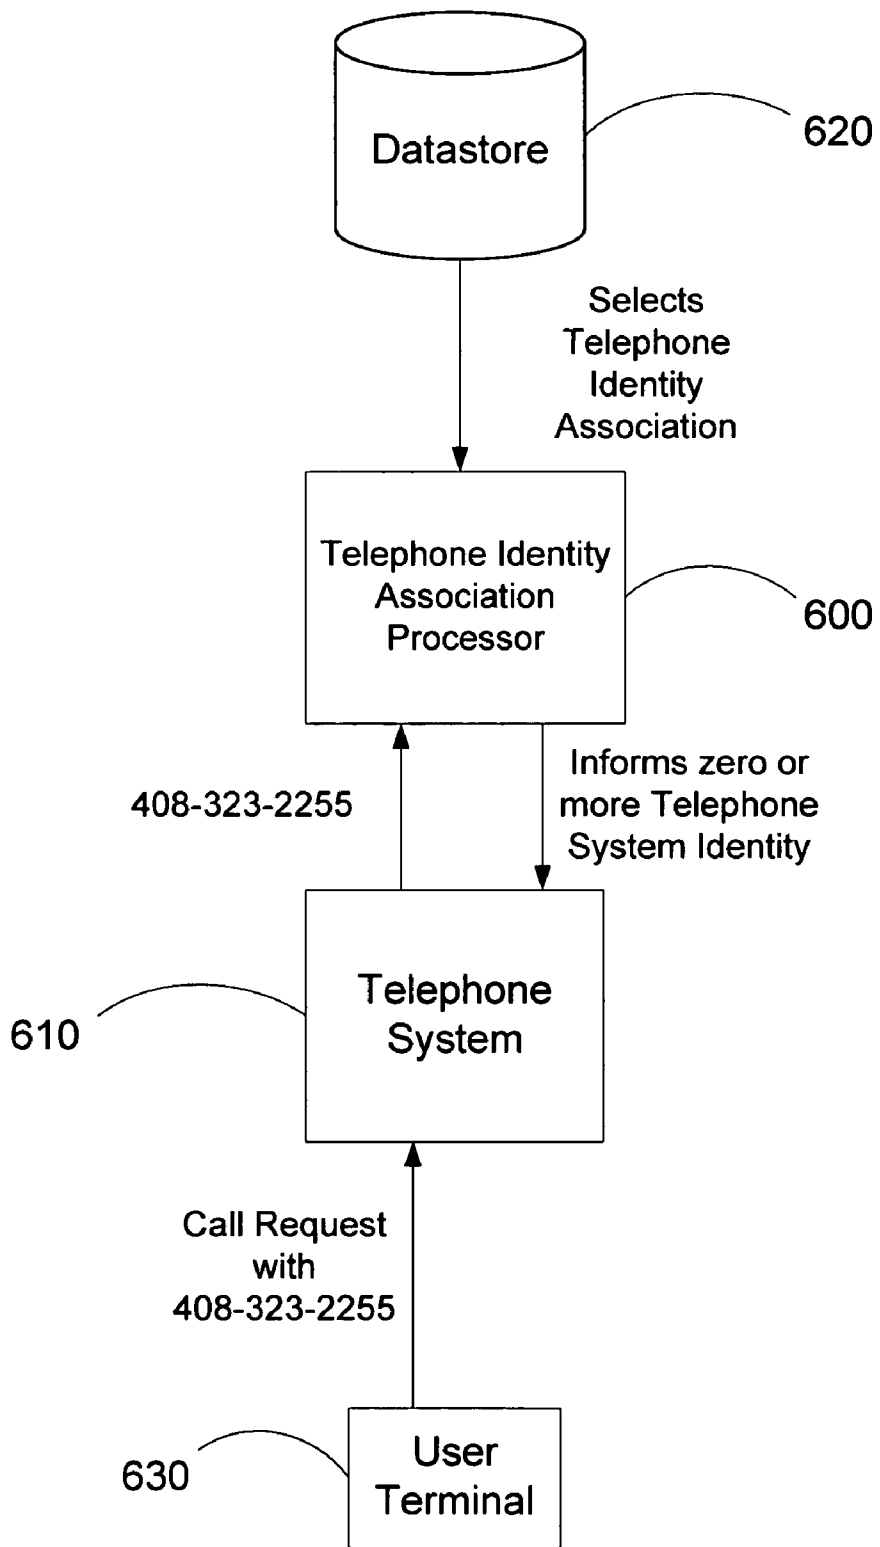 Datastore
620
Selects
Telephone
Identity
Association
Telephone Identity
Association
Processor
600
408-323-2255
Informs zero or
more Telephone
System Identity
Telephone
System
610
Call Request
with
408-323-2255
User
Terminal
630